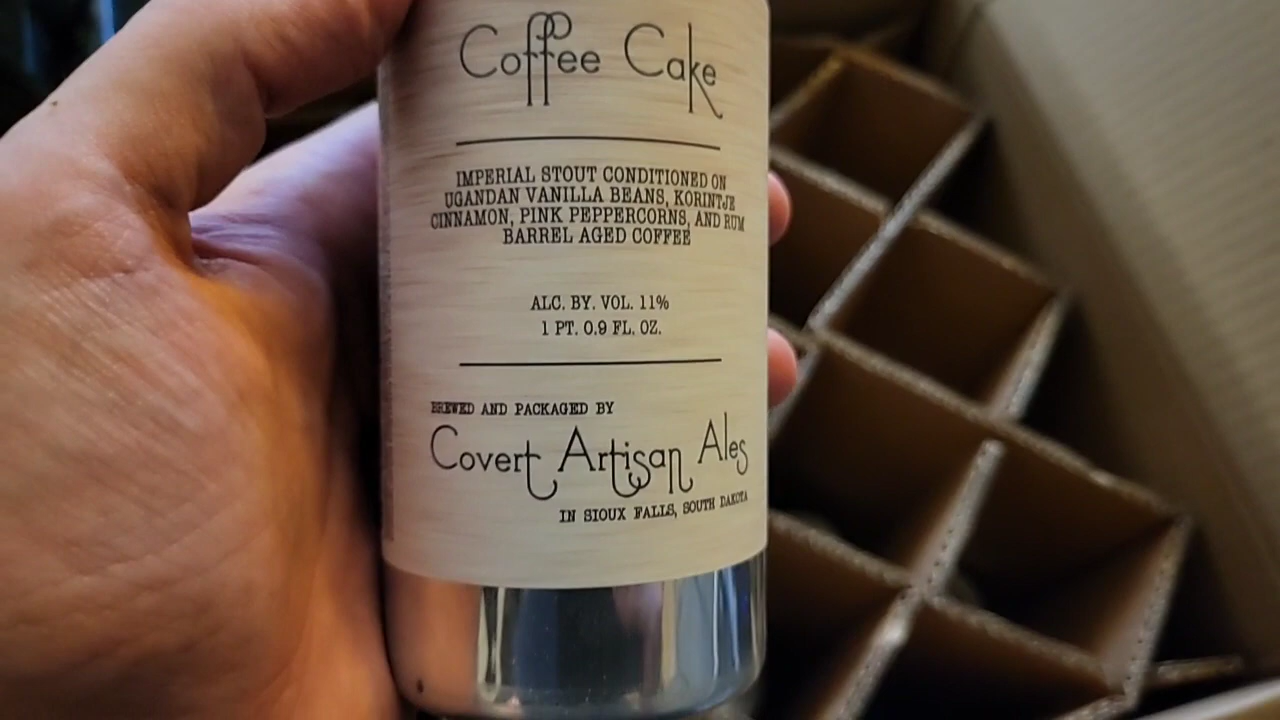 Coffee Cake
IMPERIAL STOUT CONDITIONED ON
UGANDAN VANILLA BEANS, KORINTJE
CINNAMON, PINK PEPPERCORNS, AND RUM
BARREL AGED COFFEE
ALC. BY. VOL. 11%
1 PT. 0.9 FL. OZ.
BREWED AND PACKAGED BY
Covert Artisan Ales
IN SIOUX FALLS, SOUTH DAKOTA